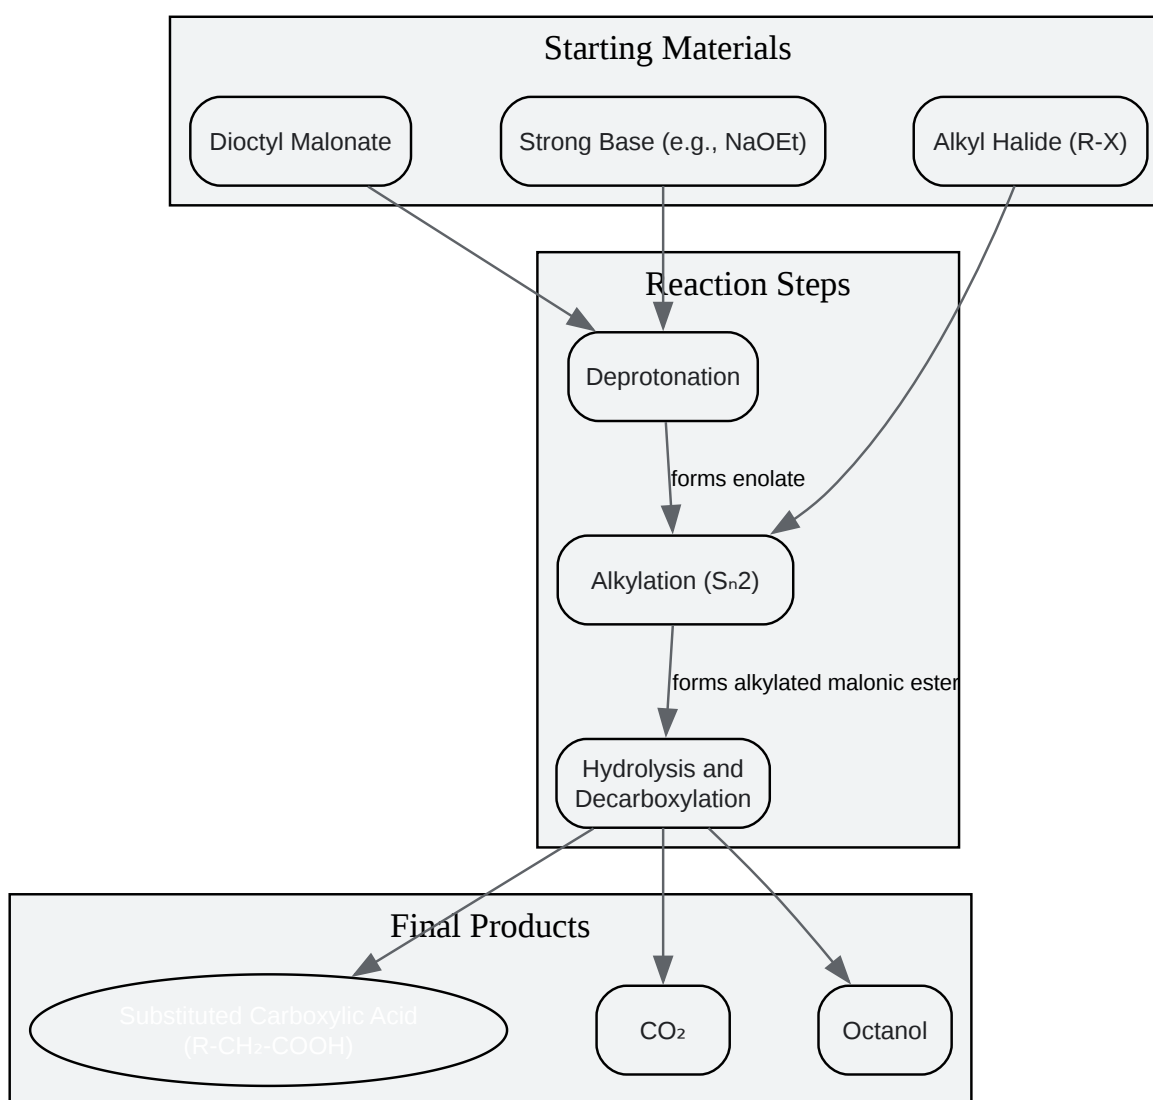 Starting Materials
Dioctyl Malonate
Strong Base (e.g., NaOEt)
Alkyl Halide (R-X)
Reaction Steps
Deprotonation
forms enolate
Alkylation (Sₙ2)
forms alkylated malonic ester
Hydrolysis and
Decarboxylation
Final Products
Substituted Carboxylic Acid
(R-CH₂-COOH)
CO₂
Octanol